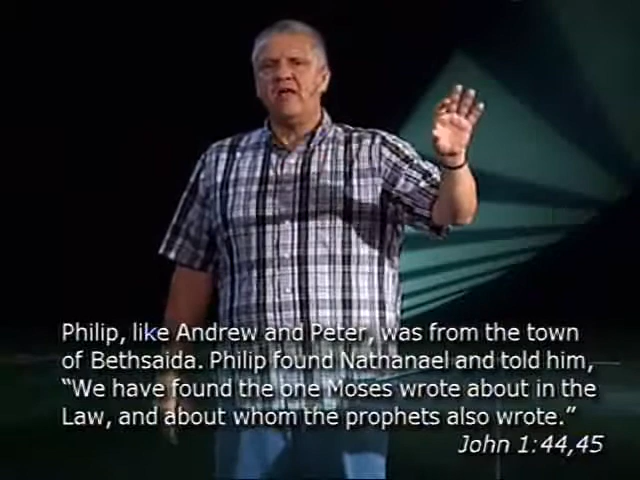 Philip, like Andrew and Peter, was from the town
of Bethsaida. Philip found Nathanael and told him,
“We have found the one Moses wrote about in the
Law, and about whom the prophets also wrote.”
John 1:44,45